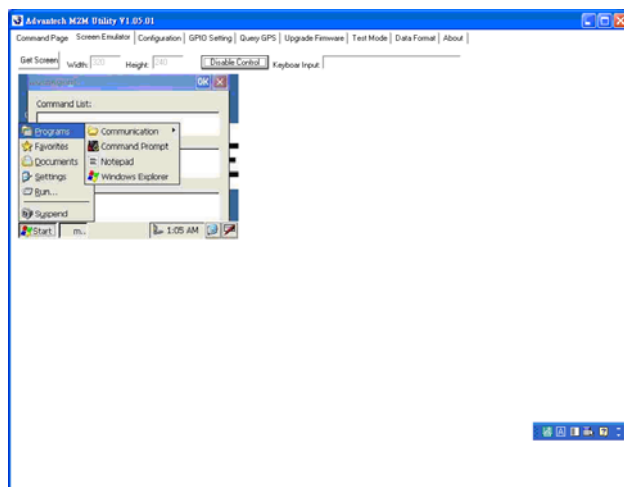 Advantech M2M Utility V1.05.01
Command Page Screen Emulator Configuration GPIO Setting Query GPS Upgrade Firmware Test Mode Data Format About
Get Screen Width: 320 Height: 240 Disable Control Keyboar Input:
OK
Command List:
Programs
Favorites
Documents
Settings
Run...
Suspend
Communication
Command Prompt
Notepad
Windows Explorer
Start m.. 1:05 AM
A